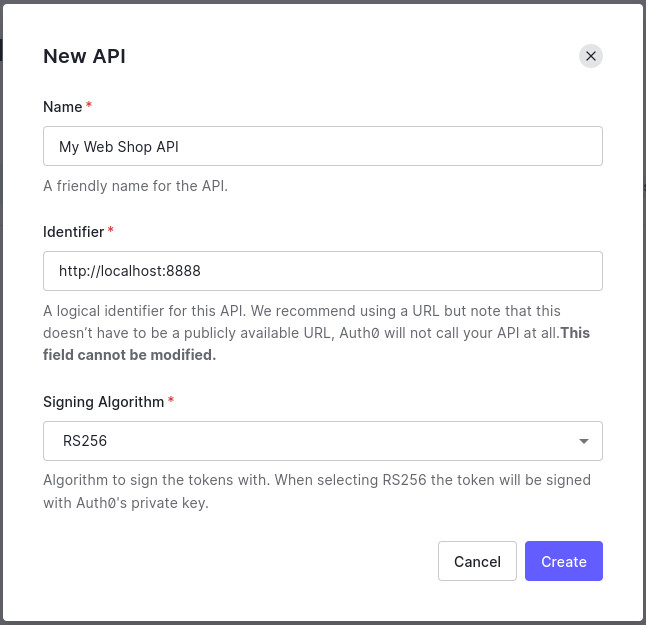 New API
Name *
My Web Shop API
A friendly name for the API.
Identifier *
http://localhost:8888
A logical identifier for this API. We recommend using a URL but note that this
doesn’t have to be a publicly available URL, Auth0 will not call your API at all.This
field cannot be modified.
Signing Algorithm *
RS256
Algorithm to sign the tokens with. When selecting RS256 the token will be signed
with Auth0's private key.
Cancel Create